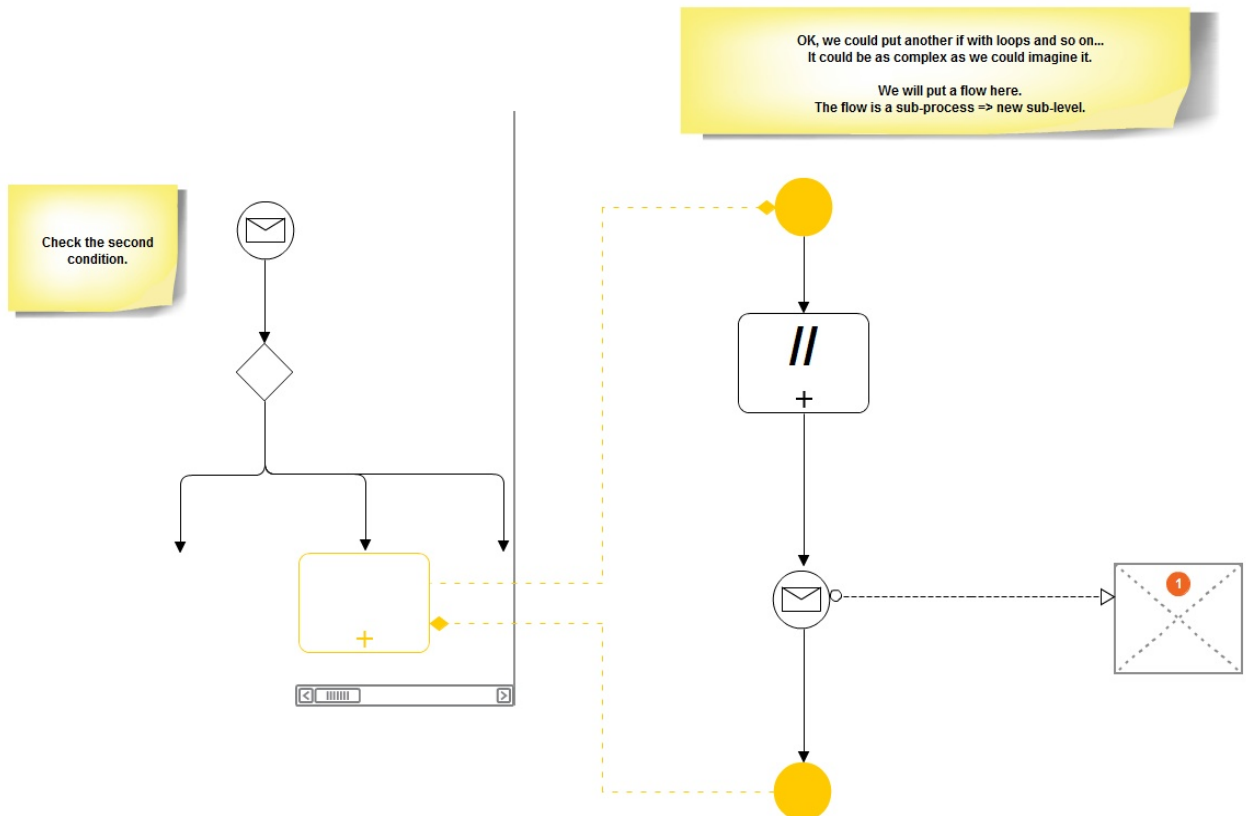 OK, we could put another if with loops and so on...
It could be as complex as we could imagine it.
We will put a flow here.
The flow is a sub-process => new sub-level.
Check the second
condition.
//
+
+
1